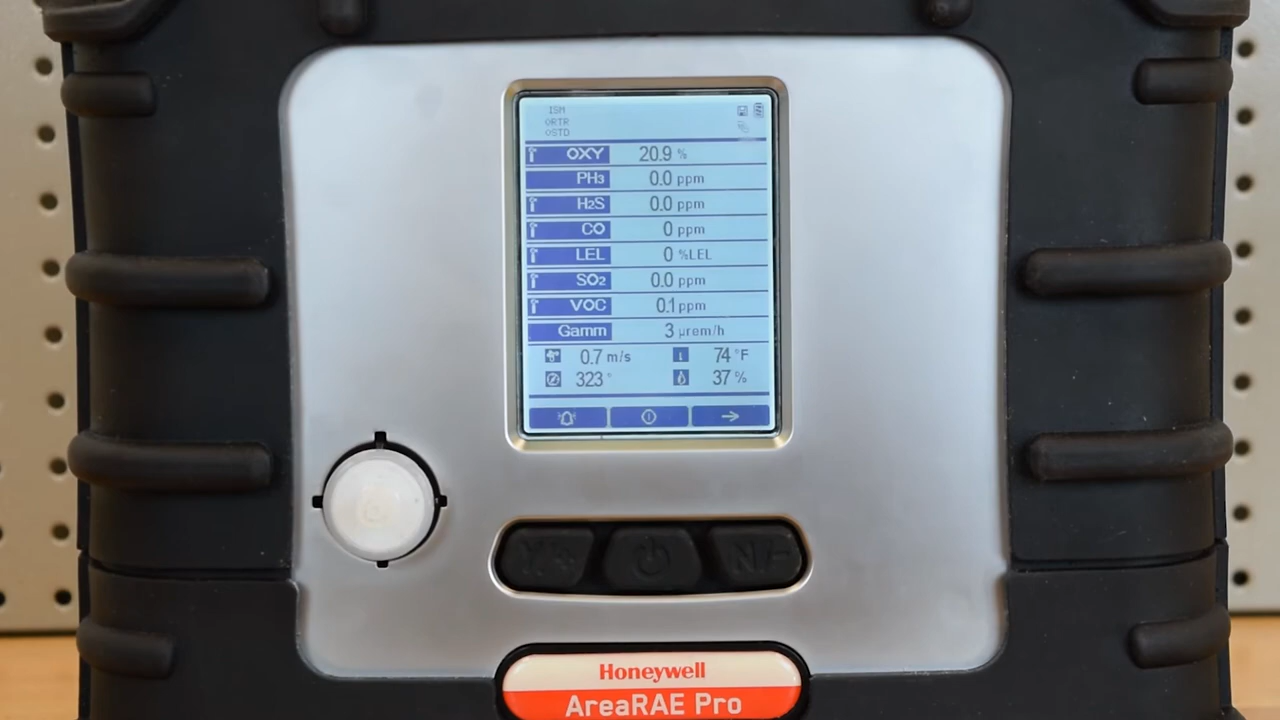 ISM
ORTR
OSTD
OXY 20.9 %
PH3 0.0 ppm
H2S 0.0 ppm
CO 0 ppm
LEL 0 %LEL
SO2 0.0 ppm
VOC 0.1 ppm
Gamm 3 µrem/h
0.7 m/s 74 °F
323 ° 37 %
Y/+ N/-
Honeywell
AreaRAE Pro